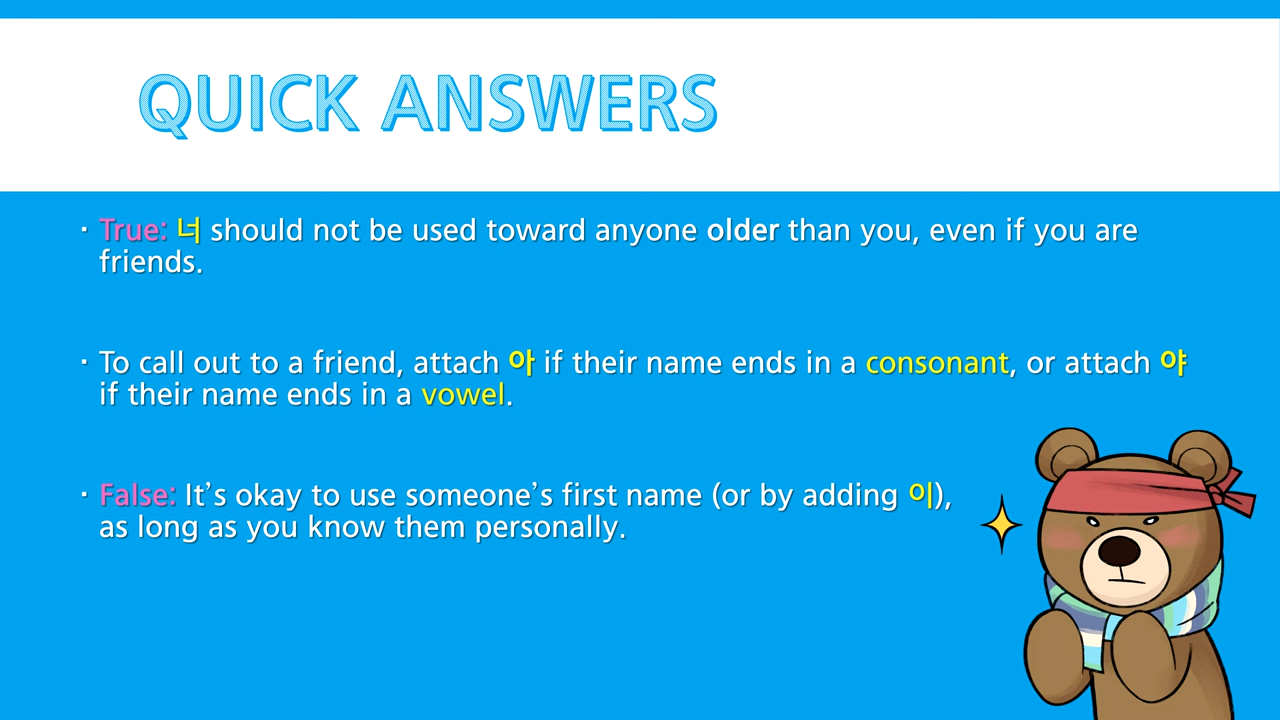 QUICK ANSWERS
· True: 너 should not be used toward anyone older than you, even if you are
friends.
· To call out to a friend, attach 아 if their name ends in a consonant, or attach 야
if their name ends in a vowel.
· False: It’s okay to use someone’s first name (or by adding 이),
as long as you know them personally.